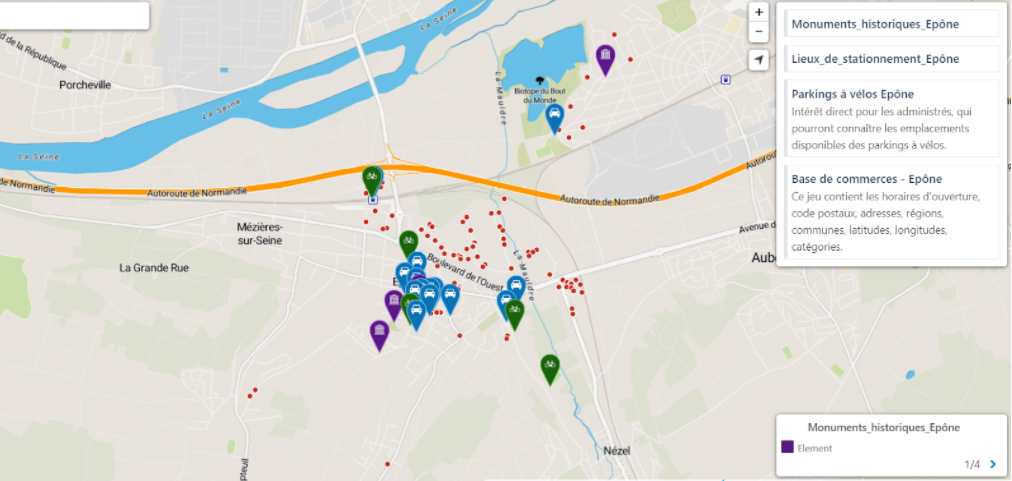 La Seine
+
−
Monuments_historiques_Epône
Lieux_de_stationnement_Epône
Parkings à vélos Epône
Intérêt direct pour les administrés, qui
pourront connaître les emplacements
disponibles des parkings à vélos.
Base de commerces - Epône
Ce jeu contient les horaires d'ouverture,
code postaux, adresses, régions,
communes, latitudes, longitudes,
catégories.
d de la République
Porcheville
La Seine
La Mauldre
Biotope du Bout
du Monde
La Seine
de Normandie
Autoroute de Normandie
Autoroute de Normandie
Autorou
Mézières-
sur-Seine
Avenue d
Aub
La Grande Rue
E
Boulevard de l'Ouest
La Mauldre
Nézel
pteuil
Monuments_historiques_Epône
Element
1/4